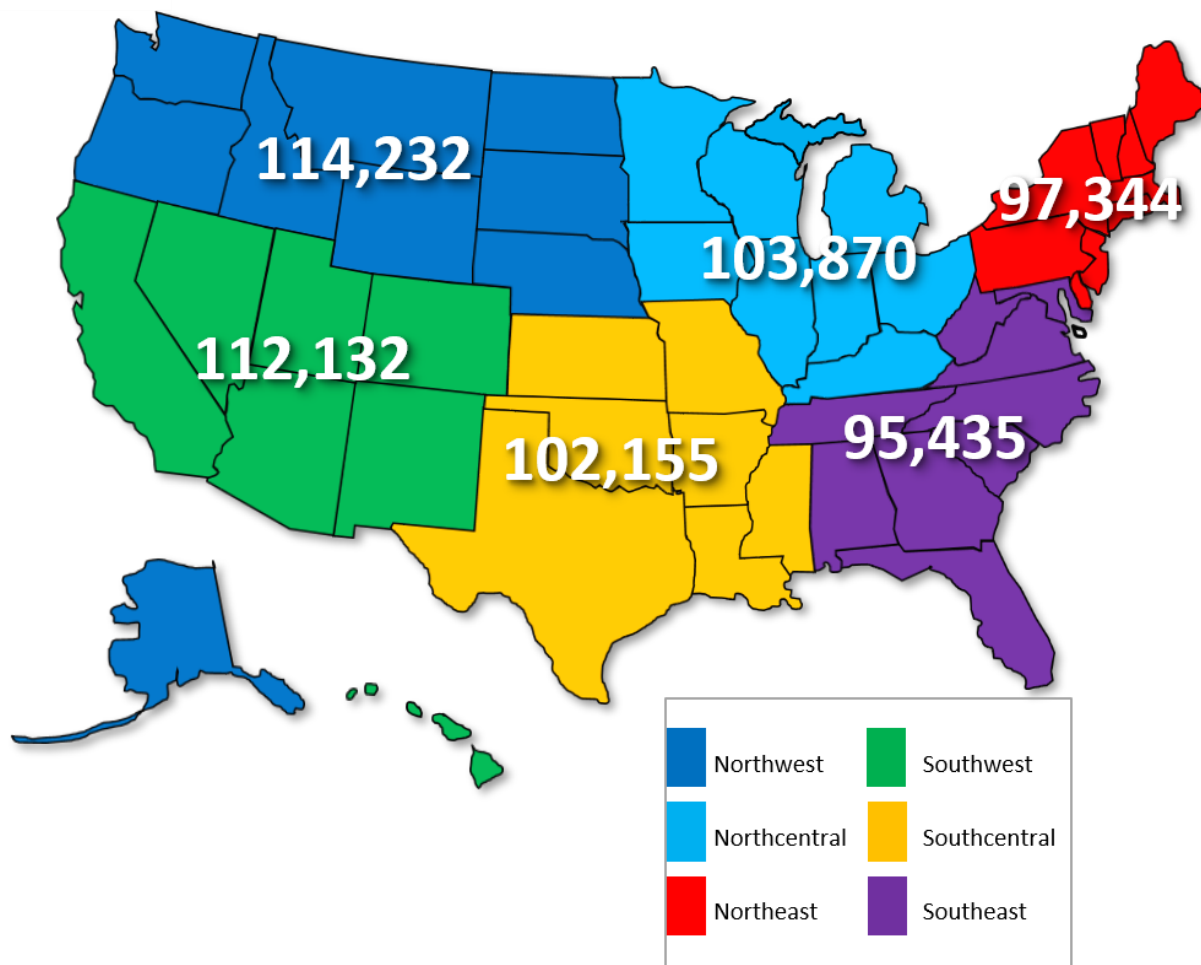 114,232
97,344
103,870
112,132
95,435
102,155
Northwest
Southwest
Northcentral
Southcentral
Northeast
Southeast